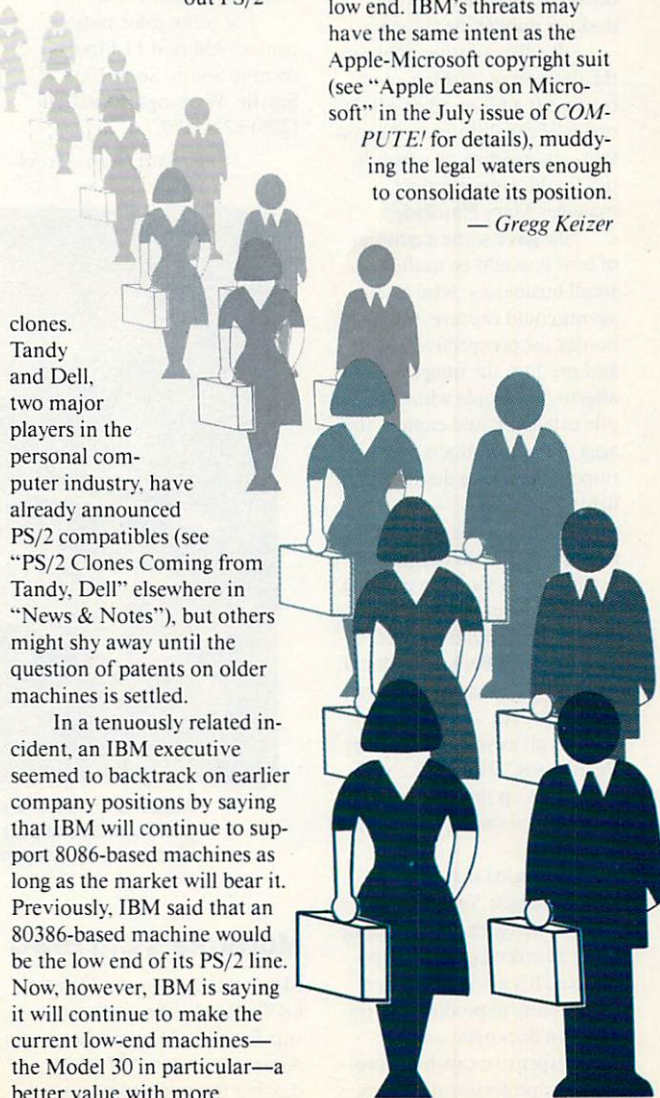 out PS/2
clones.
Tandy
and Dell,
two major
players in the
personal com-
puter industry, have
already announced
PS/2 compatibles (see
“PS/2 Clones Coming from
Tandy, Dell” elsewhere in
“News & Notes”), but others
might shy away until the
question of patents on older
machines is settled.
In a tenuously related in-
cident, an IBM executive
seemed to backtrack on earlier
company positions by saying
that IBM will continue to sup-
port 8086-based machines as
long as the market will bear it.
Previously, IBM said that an
80386-based machine would
be the low end of its PS/2 line.
Now, however, IBM is saying
it will continue to make the
current low-end machines—
the Model 30 in particular—a
better value with more
low end. IBM’s threats may
have the same intent as the
Apple-Microsoft copyright suit
(see “Apple Leans on Micro-
soft” in the July issue of COM-
PUTE! for details), muddy-
ing the legal waters enough
to consolidate its position.
— Gregg Keizer